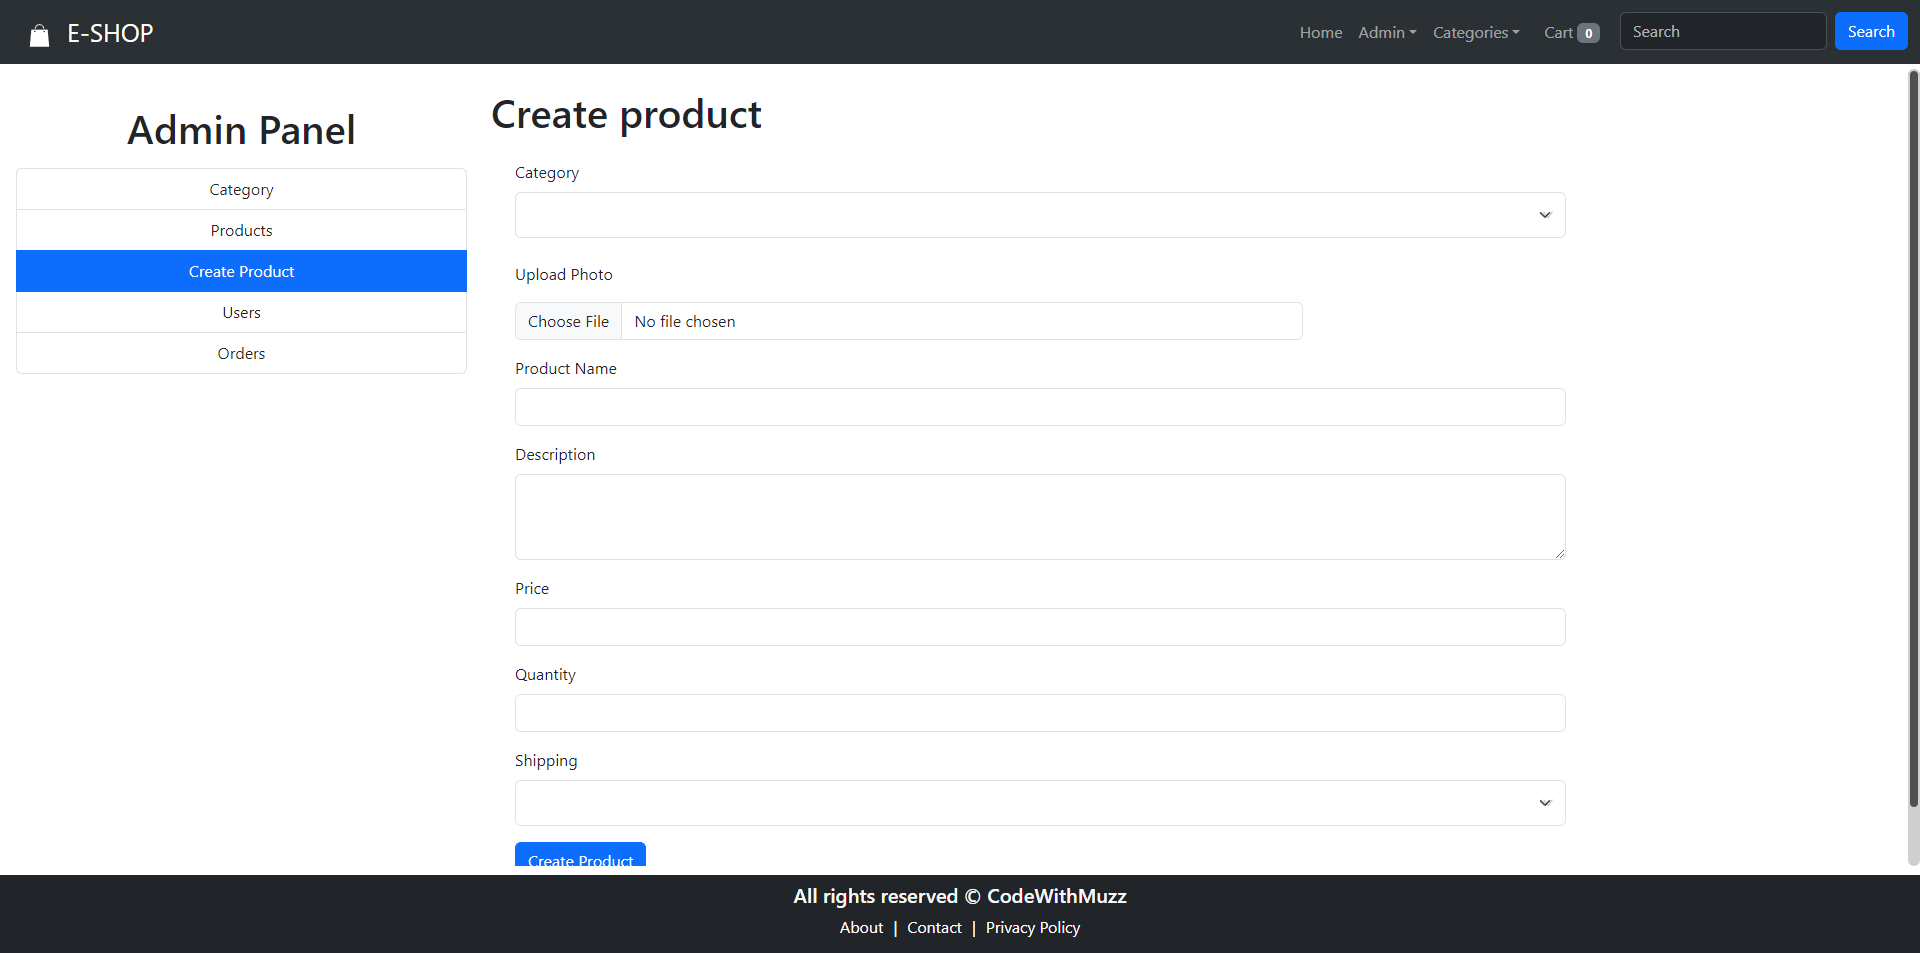 E-SHOP
Home Admin Categories Cart 0 Search Search
Admin Panel
Category
Products
Create Product
Users
Orders
Create product
Category
Upload Photo
Choose File No file chosen
Product Name
Description
Price
Quantity
Shipping
Create Product
All rights reserved © CodeWithMuzz
About | Contact | Privacy Policy